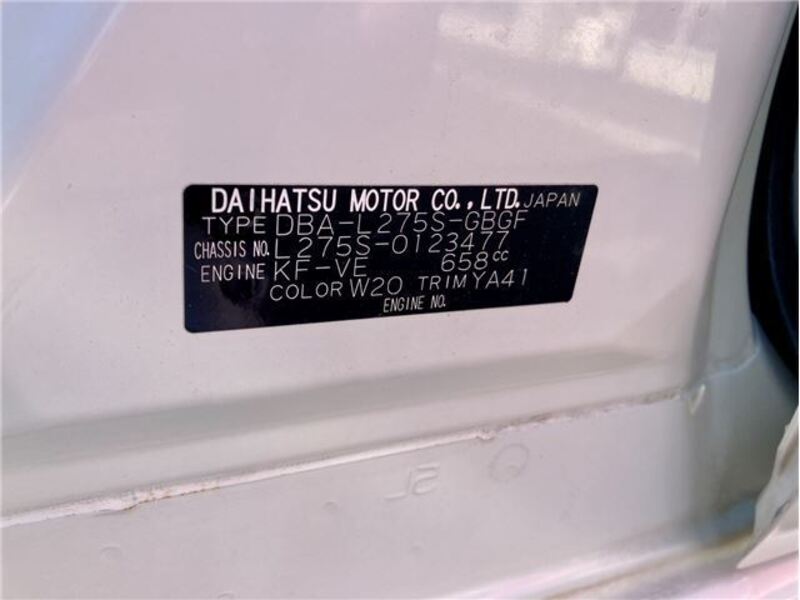 DAIHATSU MOTOR CO., LTD. JAPAN
TYPE DBA-L275S-GBGF
CHASSIS NO. L275S-0123477
ENGINE KF-VE 658cc
COLOR W20 TRIM YA41
ENGINE NO.